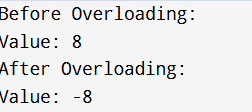 Before Overloading:
Value: 8
After Overloading:
Value: -8